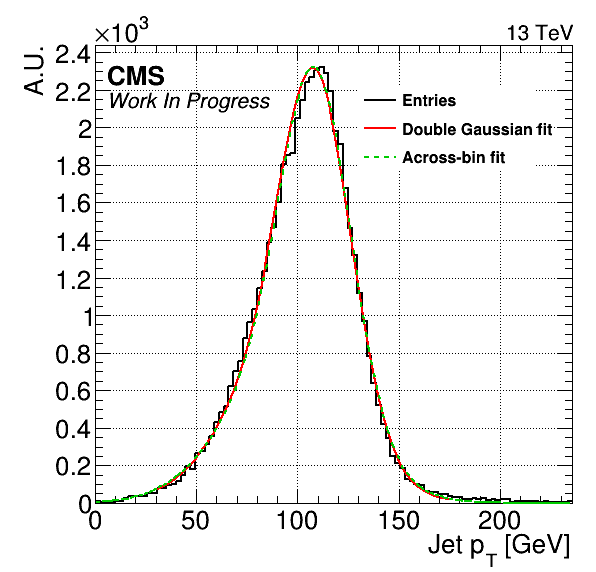 ×10³
13 TeV
A.U.
CMS
Work In Progress
Entries
Double Gaussian fit
Across-bin fit
2.4
2.2
2
1.8
1.6
1.4
1.2
1
0.8
0.6
0.4
0.2
0
0 50 100 150 200
Jet p_T [GeV]